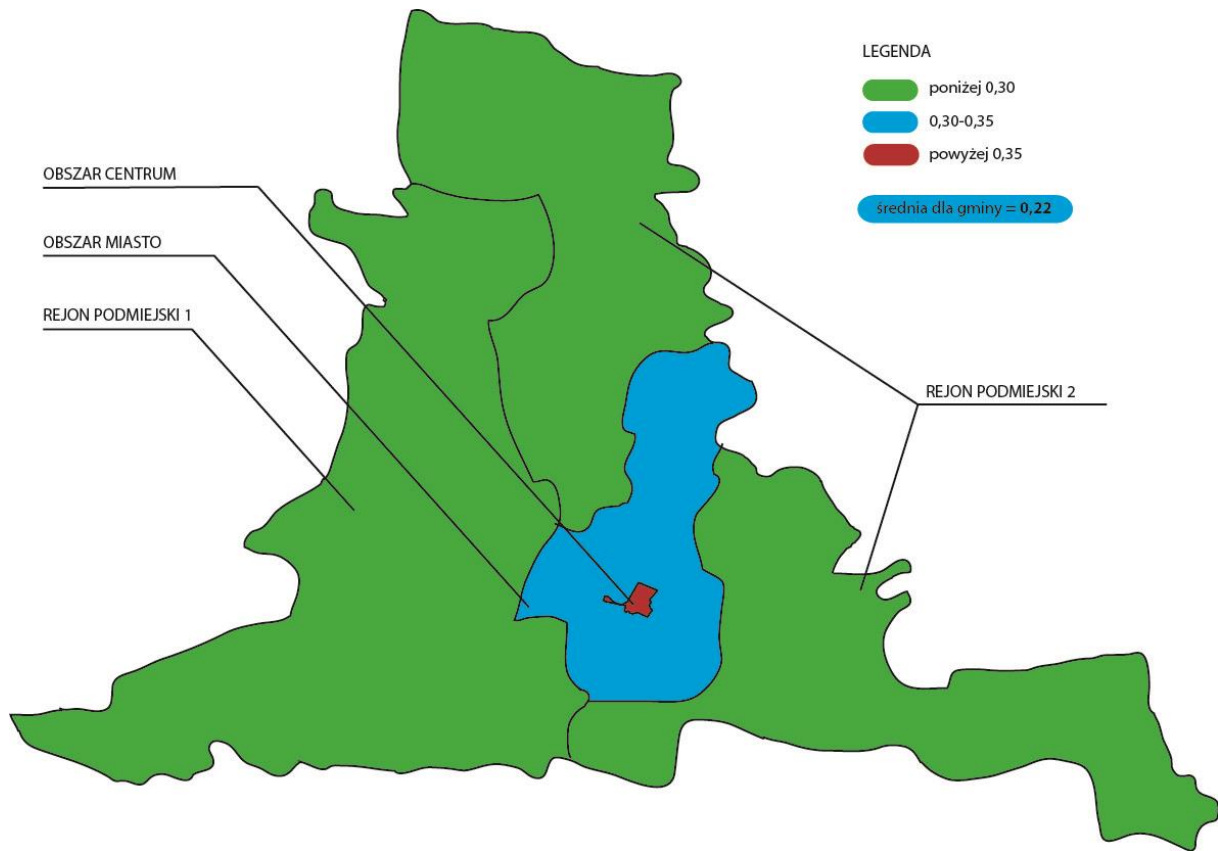 LEGENDA
poniżej 0,30
0,30-0,35
powyżej 0,35
średnia dla gminy = 0,22
OBSZAR CENTRUM
OBSZAR MIASTO
REJON PODMIEJSKI 1
REJON PODMIEJSKI 2